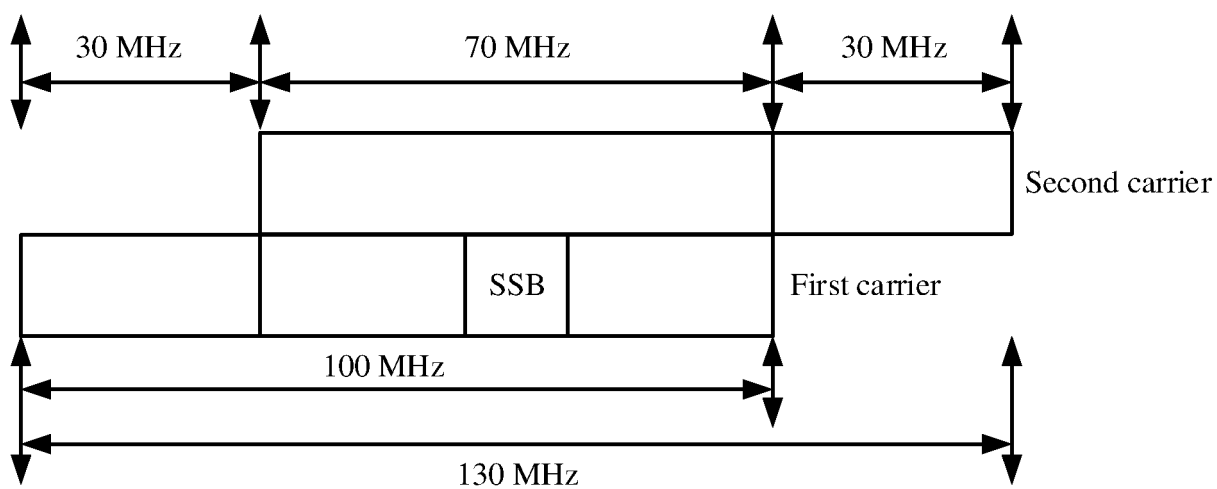 30 MHz
70 MHz
30 MHz
Second carrier
SSB
First carrier
100 MHz
130 MHz